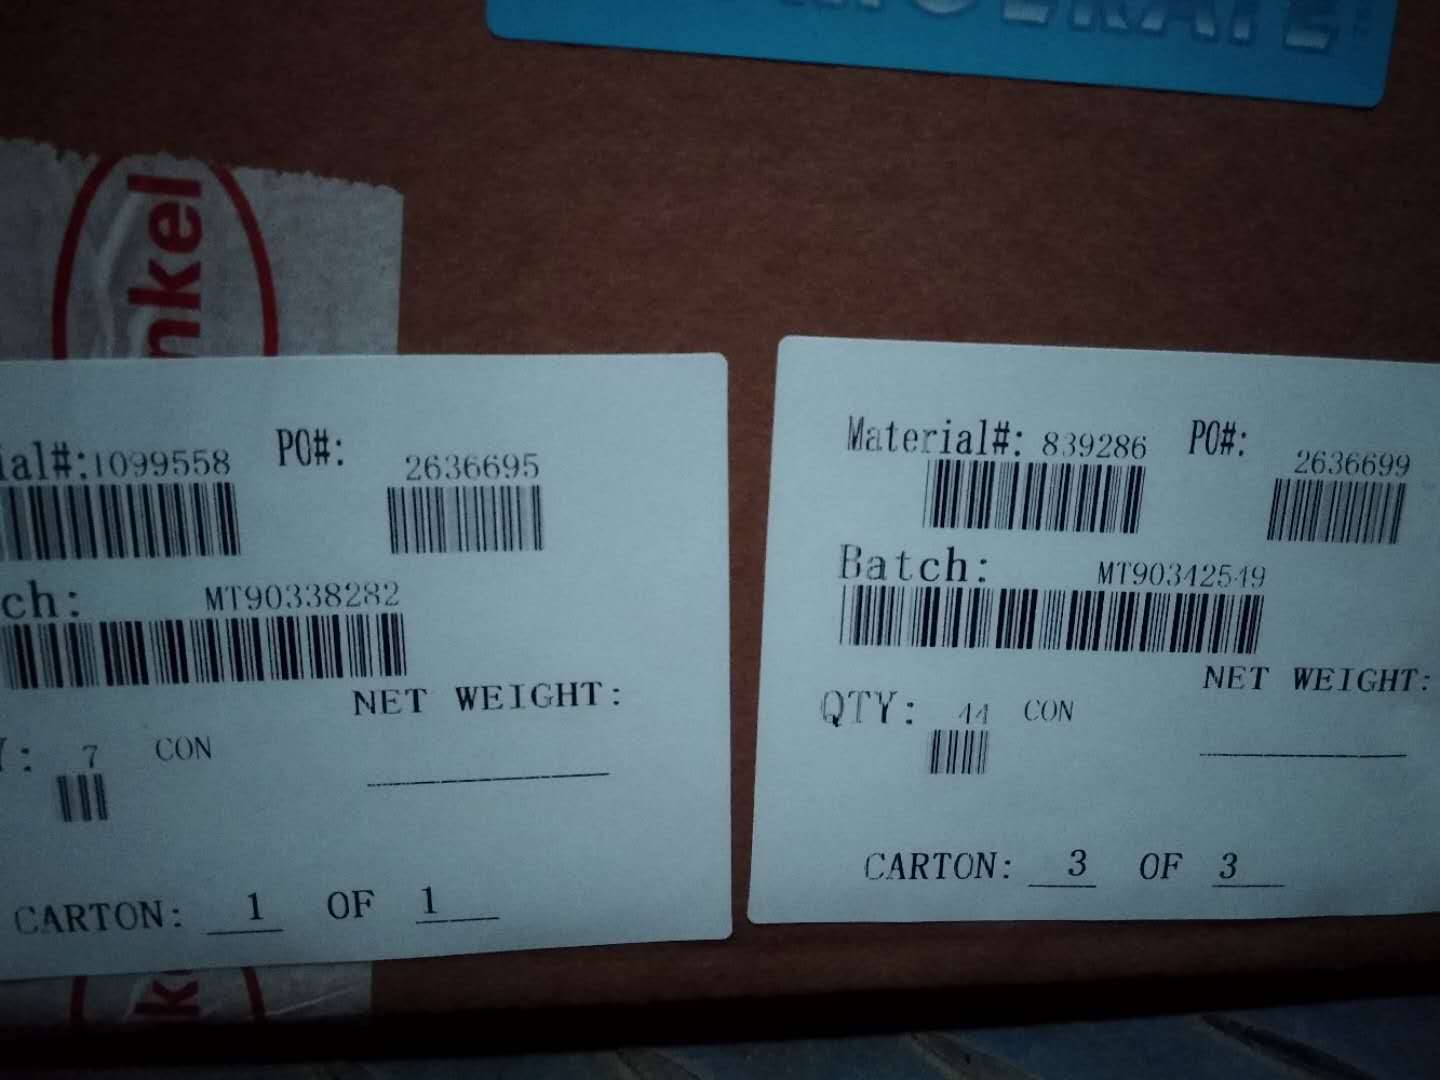 nkel
ial#:1099558 PO#: 2636695
ch: MT90338282
NET WEIGHT:
Y: 7 CON
CARTON: 1 OF 1
Material#: 839286 PO#: 2636699
Batch: MT90342549
NET WEIGHT:
QTY: 44 CON
CARTON: 3 OF 3